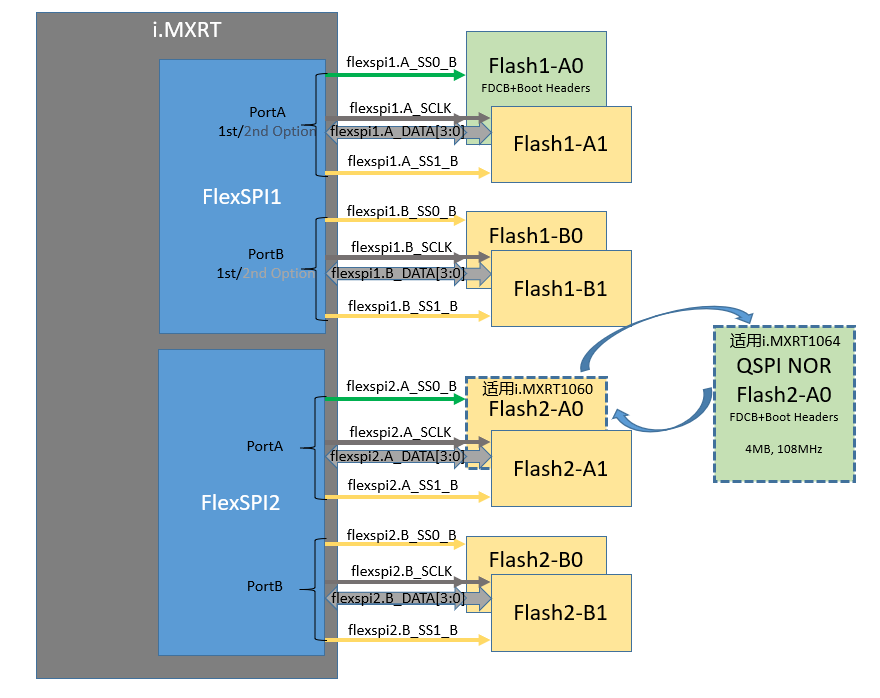 i.MXRT
FlexSPI1
PortA
1st/2nd Option
flexspi1.A_SS0_B
flexspi1.A_SCLK
flexspi1.A_DATA[3:0]
flexspi1.A_SS1_B
Flash1-A0
FDCB+Boot Headers
Flash1-A1
PortB
1st/2nd Option
flexspi1.B_SS0_B
flexspi1.B_SCLK
flexspi1.B_DATA[3:0]
flexspi1.B_SS1_B
Flash1-B0
Flash1-B1
FlexSPI2
PortA
flexspi2.A_SS0_B
flexspi2.A_SCLK
flexspi2.A_DATA[3:0]
flexspi2.A_SS1_B
适用i.MXRT1060
Flash2-A0
Flash2-A1
适用i.MXRT1064
QSPI NOR
Flash2-A0
FDCB+Boot Headers
4MB, 108MHz
PortB
flexspi2.B_SS0_B
flexspi2.B_SCLK
flexspi2.B_DATA[3:0]
flexspi2.B_SS1_B
Flash2-B0
Flash2-B1